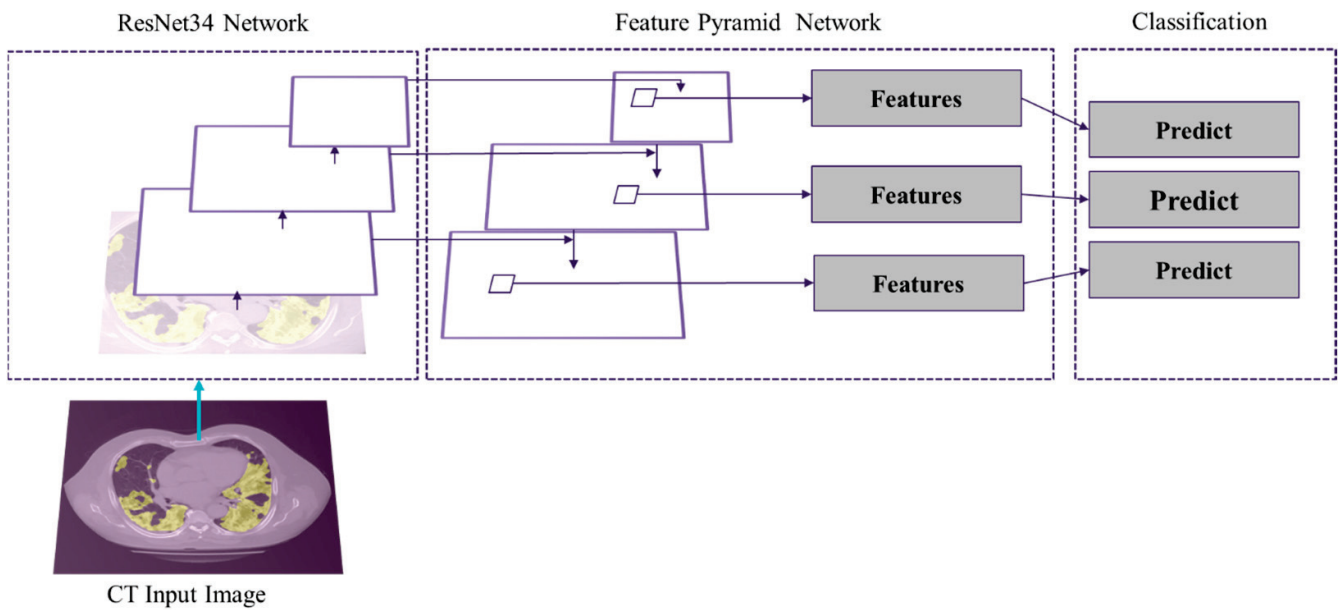 ResNet34 Network
Feature Pyramid Network
Classification
Features
Predict
Features
Predict
Features
Predict
CT Input Image